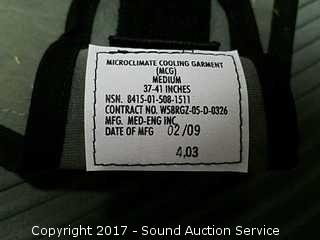 MICROCLIMATE COOLING GARMENT
(MCG)
MEDIUM
37-41 INCHES
NSN. 8415-01-508-1511
CONTRACT NO. W58RGZ-05-D-0326
MFG. MED-ENG INC
DATE OF MFG 02/09
4,03
Copyright 2017 - Sound Auction Service